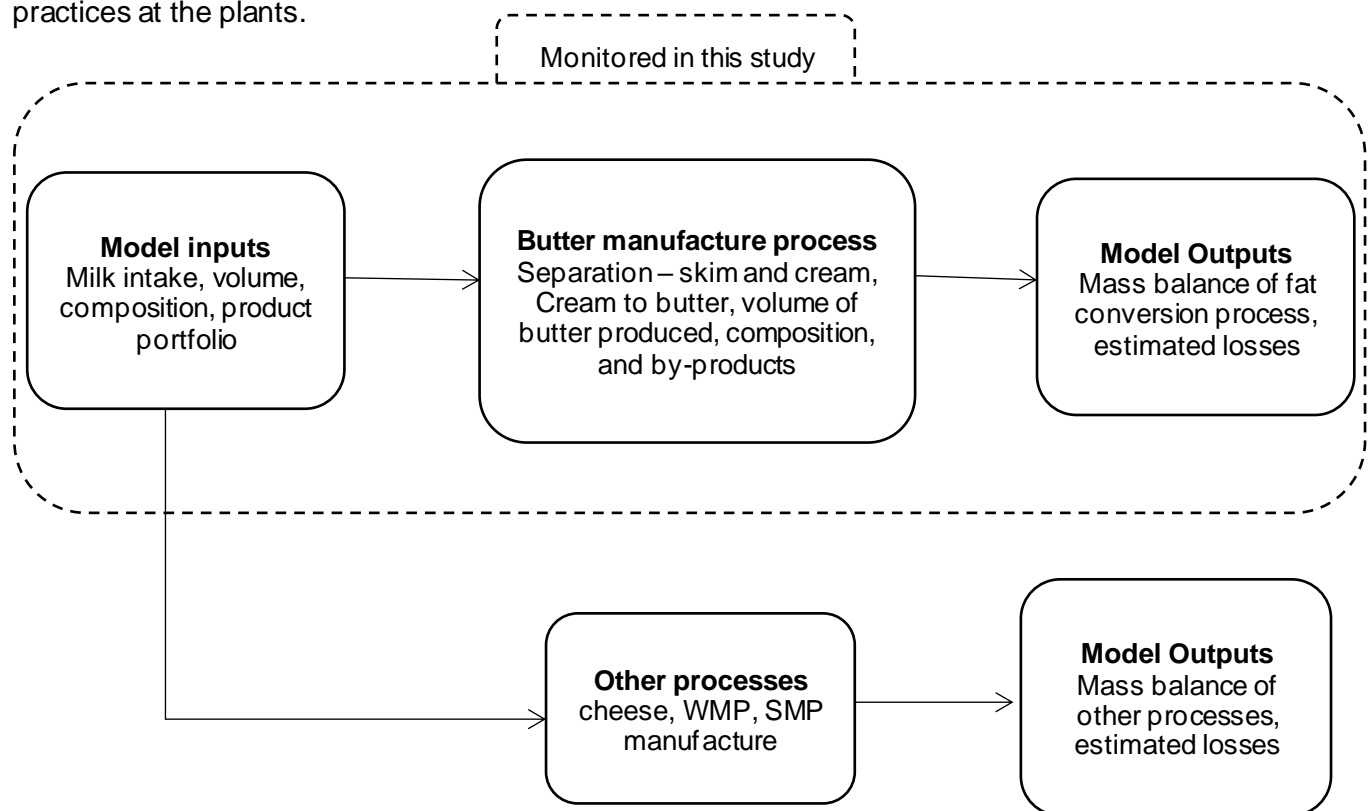 practices at the plants.
Monitored in this study
Model inputs
Milk intake, volume,
composition, product
portfolio
Butter manufacture process
Separation – skim and cream,
Cream to butter, volume of
butter produced, composition,
and by-products
Model Outputs
Mass balance of fat
conversion process,
estimated losses
Other processes
cheese, WMP, SMP
manufacture
Model Outputs
Mass balance of
other processes,
estimated losses